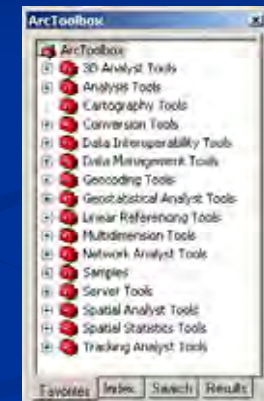 ArcToolbox
ArcToolbox
3D Analyst Tools
Analysis Tools
Cartography Tools
Conversion Tools
Data Interoperability Tools
Data Management Tools
Geocoding Tools
Geostatistical Analyst Tools
Linear Referencing Tools
Multidimension Tools
Network Analyst Tools
Samples
Server Tools
Spatial Analyst Tools
Spatial Statistics Tools
Tracking Analyst Tools
Favorites Index Search Results